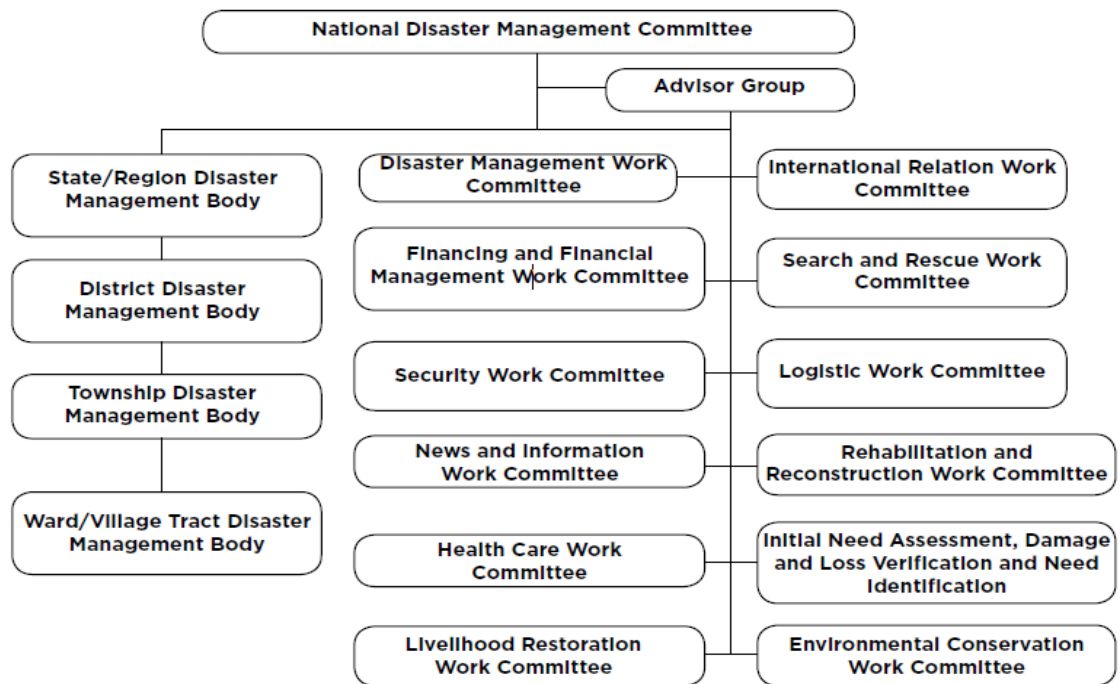 National Disaster Management Committee
Advisor Group
State/Region Disaster
Management Body
District Disaster
Management Body
Township Disaster
Management Body
Ward/Village Tract Disaster
Management Body
Disaster Management Work
Committee
International Relation Work
Committee
Financing and Financial
Management Work Committee
Search and Rescue Work
Committee
Security Work Committee
Logistic Work Committee
News and Information
Work Committee
Rehabilitation and
Reconstruction Work Committee
Health Care Work
Committee
Initial Need Assessment, Damage
and Loss Verification and Need
Identification
Livelihood Restoration
Work Committee
Environmental Conservation
Work Committee